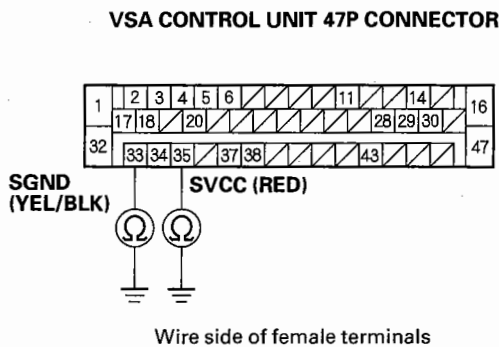 VSA CONTROL UNIT 47P CONNECTOR
1 2 3 4 5 6 11 14 16
17 18 20 28 29 30
32 33 34 35 37 38 43 47
SGND
(YEL/BLK)
SVCC (RED)
Ω Ω
Wire side of female terminals